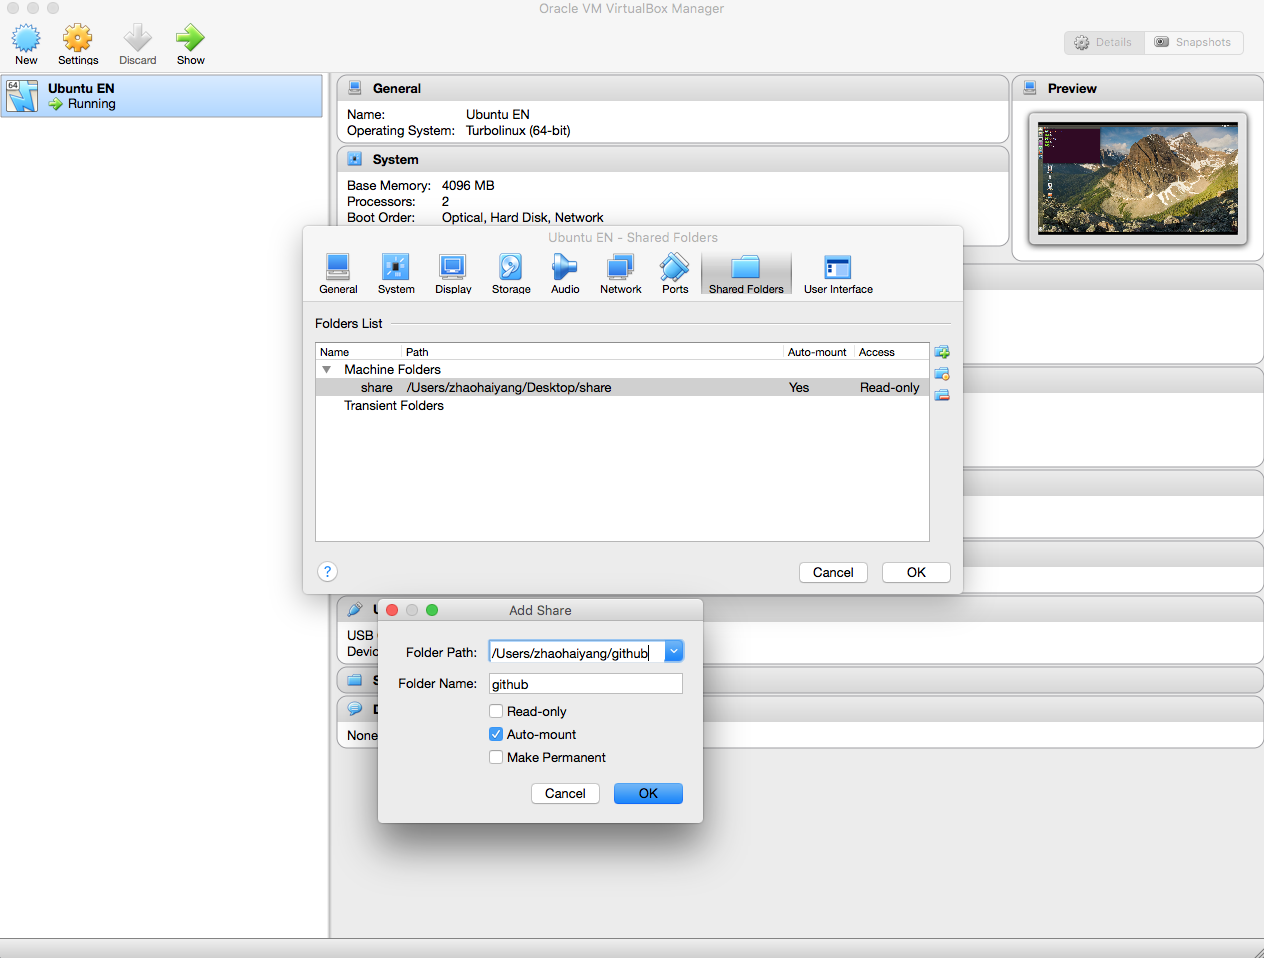 Oracle VM VirtualBox Manager
New
Settings
Discard
Show
Details
Snapshots
64
Ubuntu EN
Running
General
Name: Ubuntu EN
Operating System: Turbolinux (64-bit)
System
Base Memory: 4096 MB
Processors: 2
Boot Order: Optical, Hard Disk, Network
Preview
Ubuntu EN - Shared Folders
General
System
Display
Storage
Audio
Network
Ports
Shared Folders
User Interface
Folders List
Name Path Auto-mount Access
Machine Folders
share /Users/zhaohaiyang/Desktop/share Yes Read-only
Transient Folders
?
Cancel
OK
USB
None
Add Share
Folder Path: /Users/zhaohaiyang/github
Folder Name: github
Read-only
Auto-mount
Make Permanent
Cancel
OK